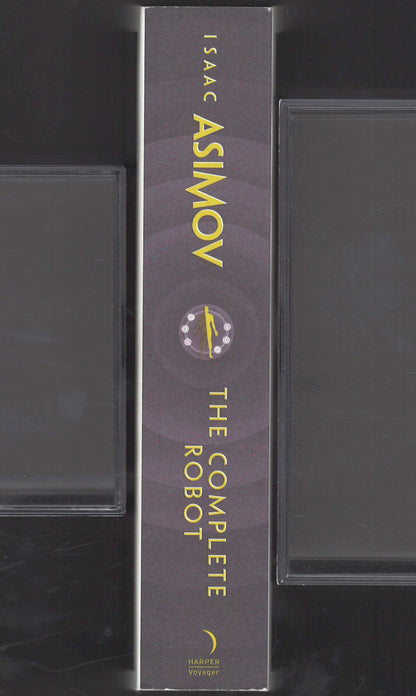 ISAAC
ASIMOV
THE COMPLETE
ROBOT
HARPER
Voyager